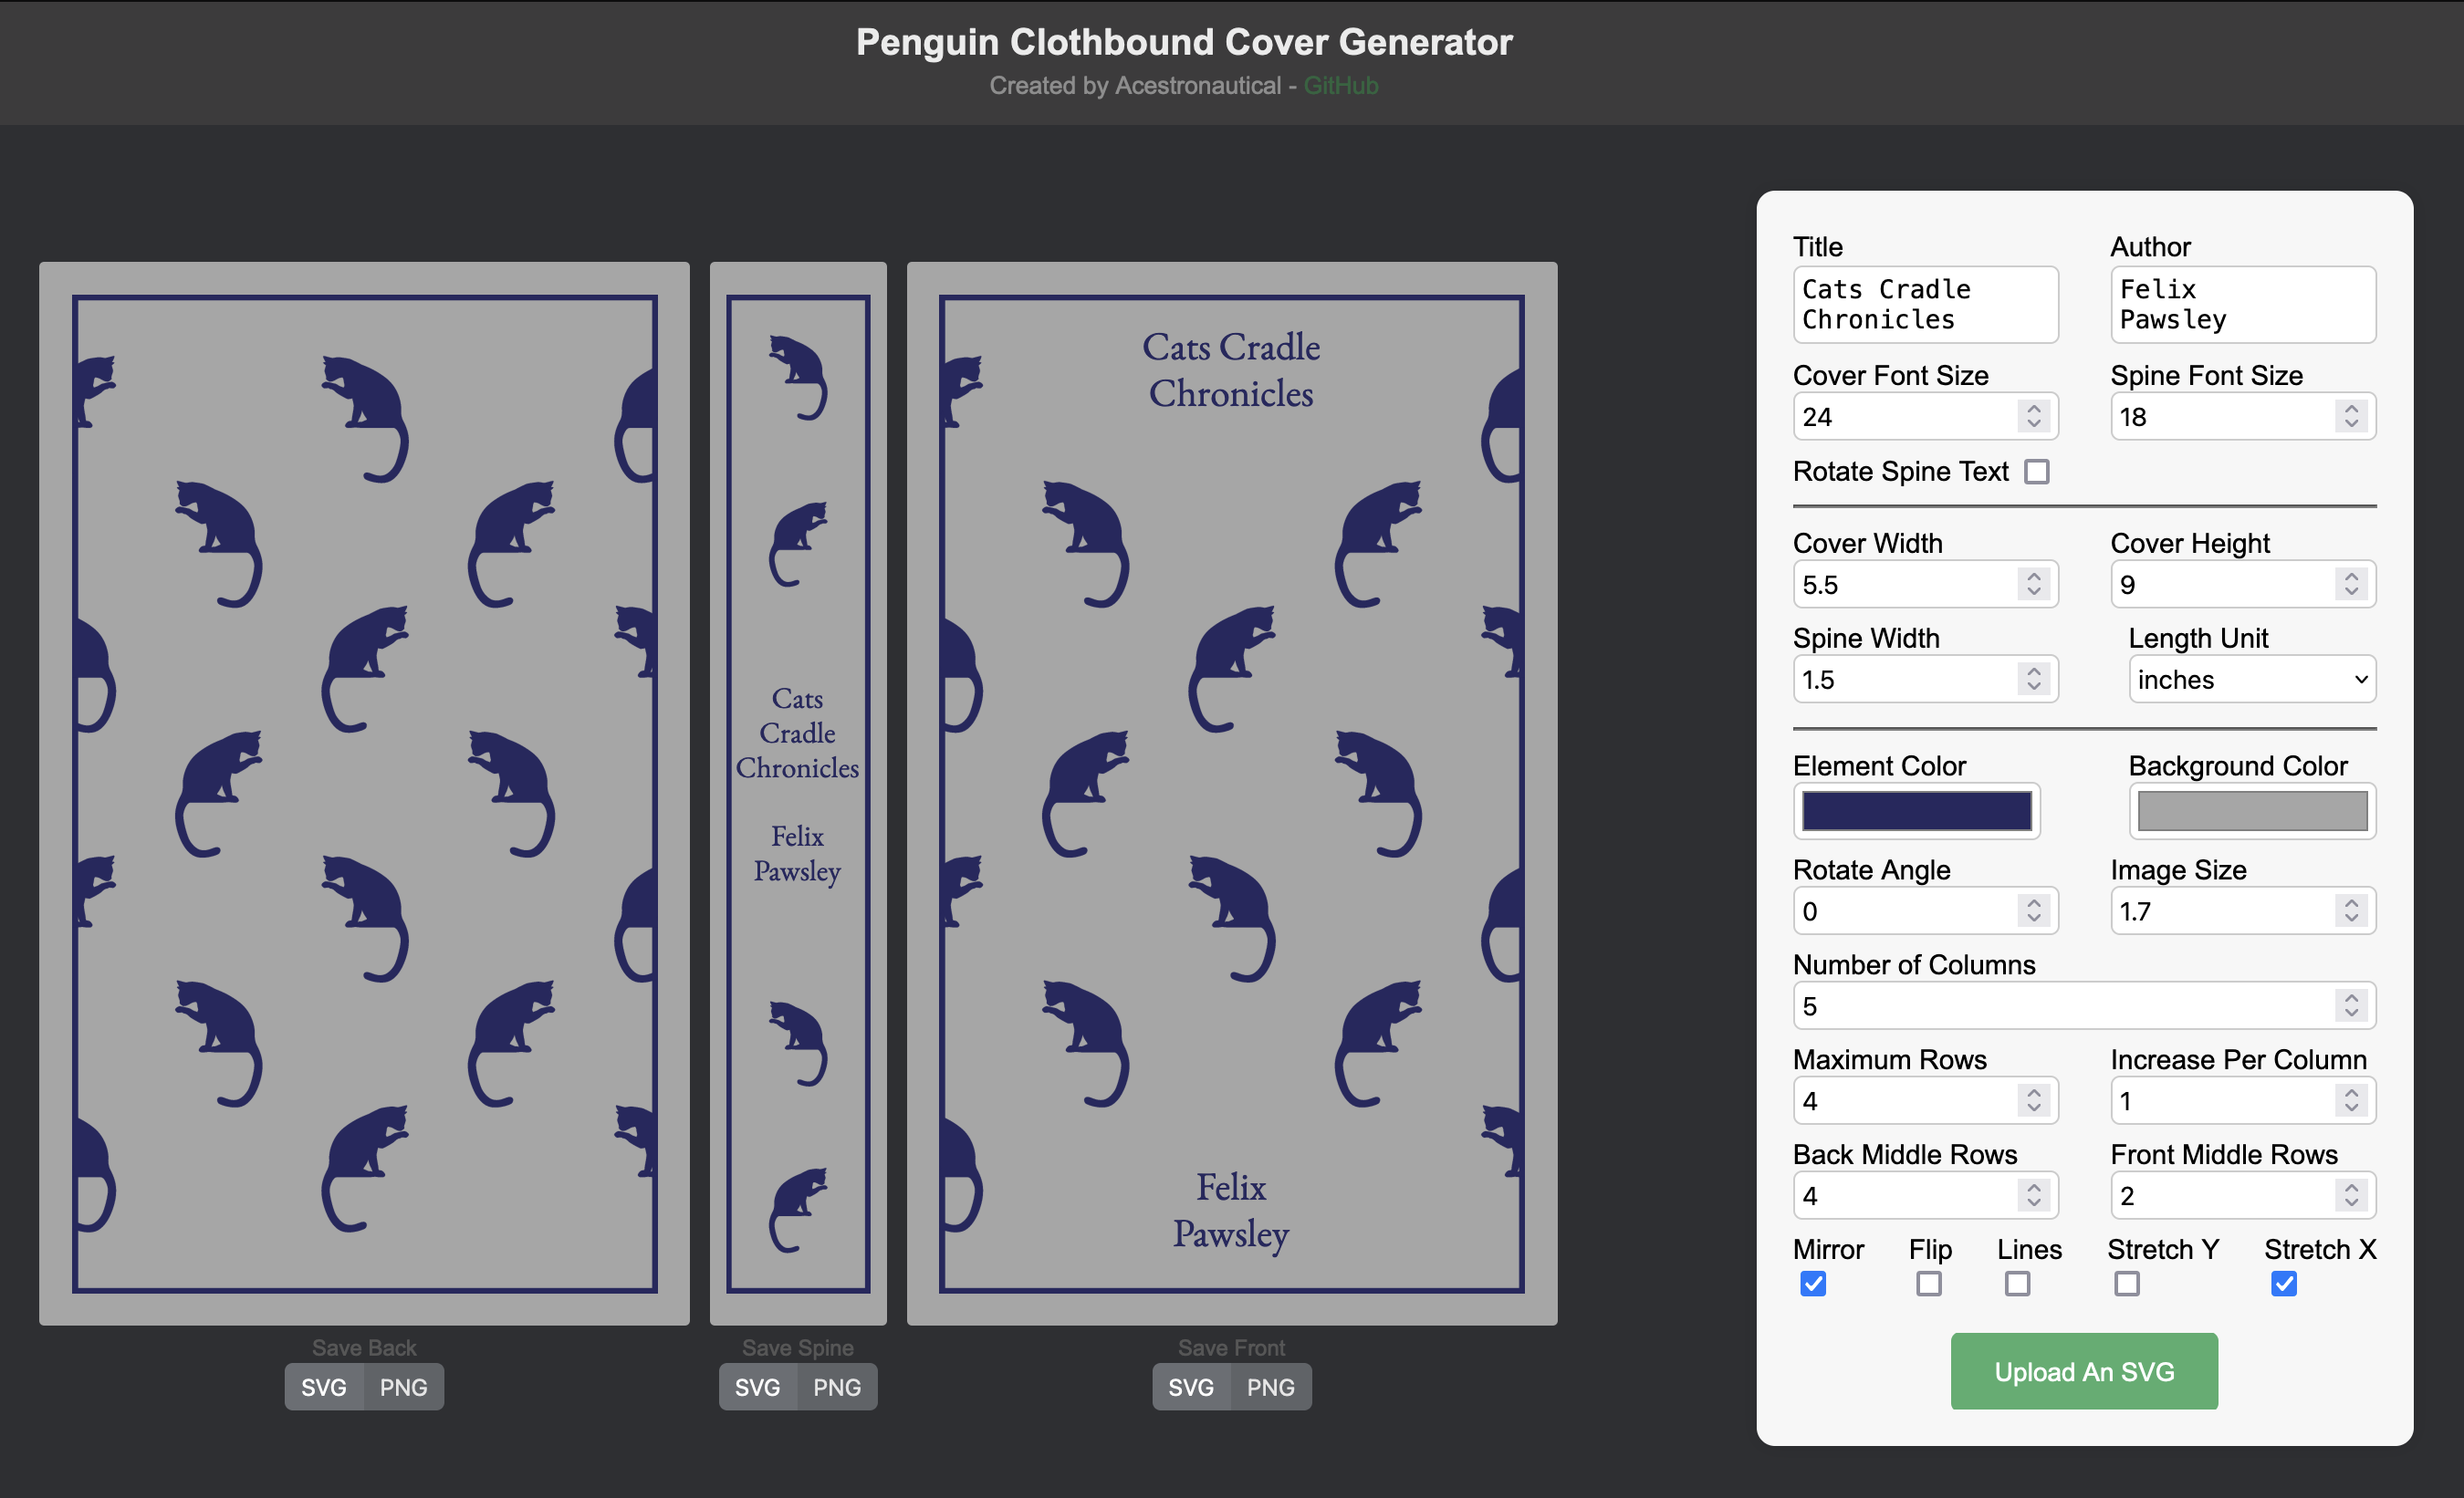 Penguin Clothbound Cover Generator
Created by Acestronautical - GitHub
Cats Cradle
Chronicles
Felix
Pawsley
Cats
Cradle
Chronicles
Felix
Pawsley
Save Back
SVG PNG
Save Spine
SVG PNG
Save Front
SVG PNG
Title Author
Cats Cradle
Chronicles
Felix
Pawsley
Cover Font Size Spine Font Size
24 18
Rotate Spine Text
Cover Width Cover Height
5.5 9
Spine Width Length Unit
1.5 inches
Element Color Background Color
Rotate Angle Image Size
0 1.7
Number of Columns
5
Maximum Rows Increase Per Column
4 1
Back Middle Rows Front Middle Rows
4 2
Mirror Flip Lines Stretch Y Stretch X
Upload An SVG